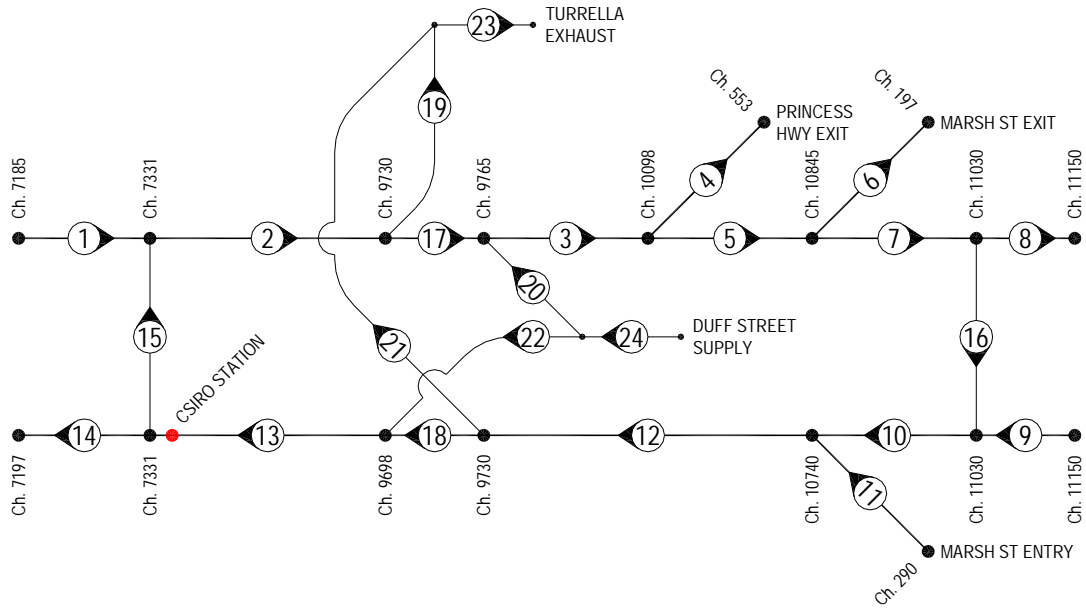 23
TURRELLA
EXHAUST
19
Ch. 553
PRINCESS
HWY EXIT
Ch. 197
MARSH ST EXIT
4
6
Ch. 7185
Ch. 7331
Ch. 9730
Ch. 9765
Ch. 10098
Ch. 10845
Ch. 11030
Ch. 11150
1
2
17
3
5
7
8
20
15
21
22
24
DUFF STREET
SUPPLY
16
CSIRO STATION
14
13
18
12
10
9
Ch. 7197
Ch. 7331
Ch. 9698
Ch. 9730
Ch. 10740
Ch. 11030
Ch. 11150
11
Ch. 290
MARSH ST ENTRY